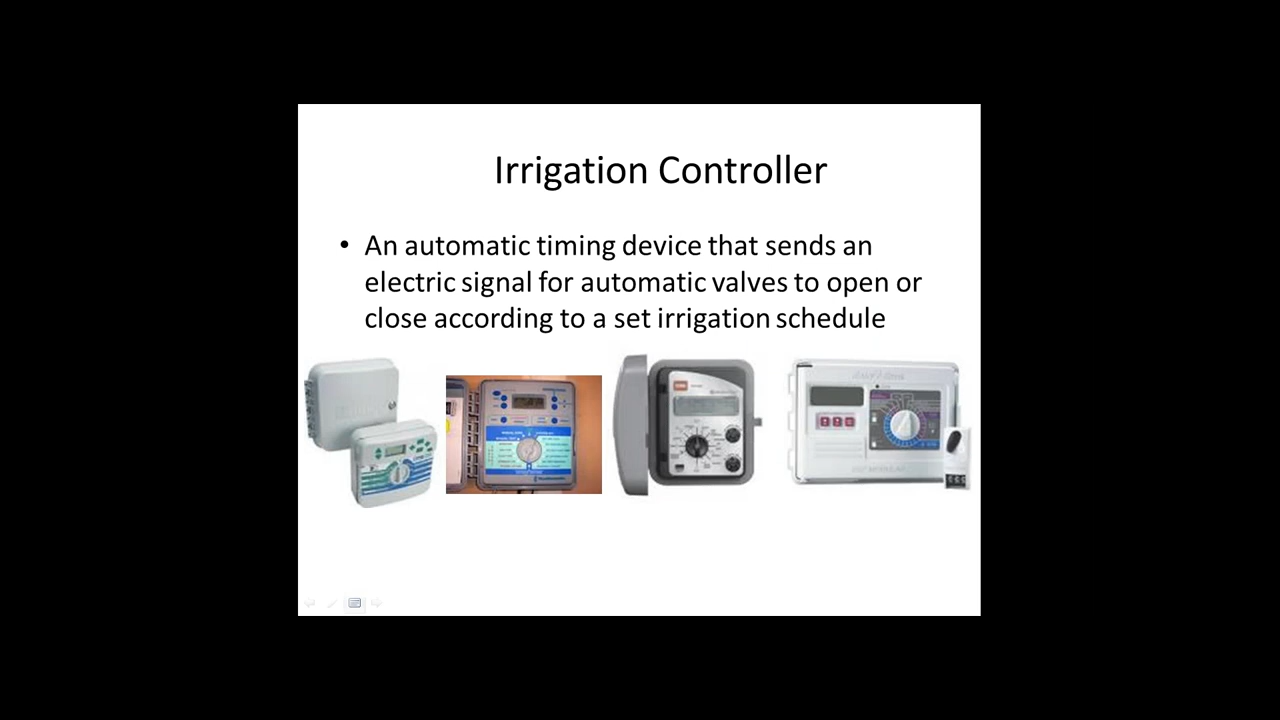 Irrigation Controller
• An automatic timing device that sends an
electric signal for automatic valves to open or
close according to a set irrigation schedule